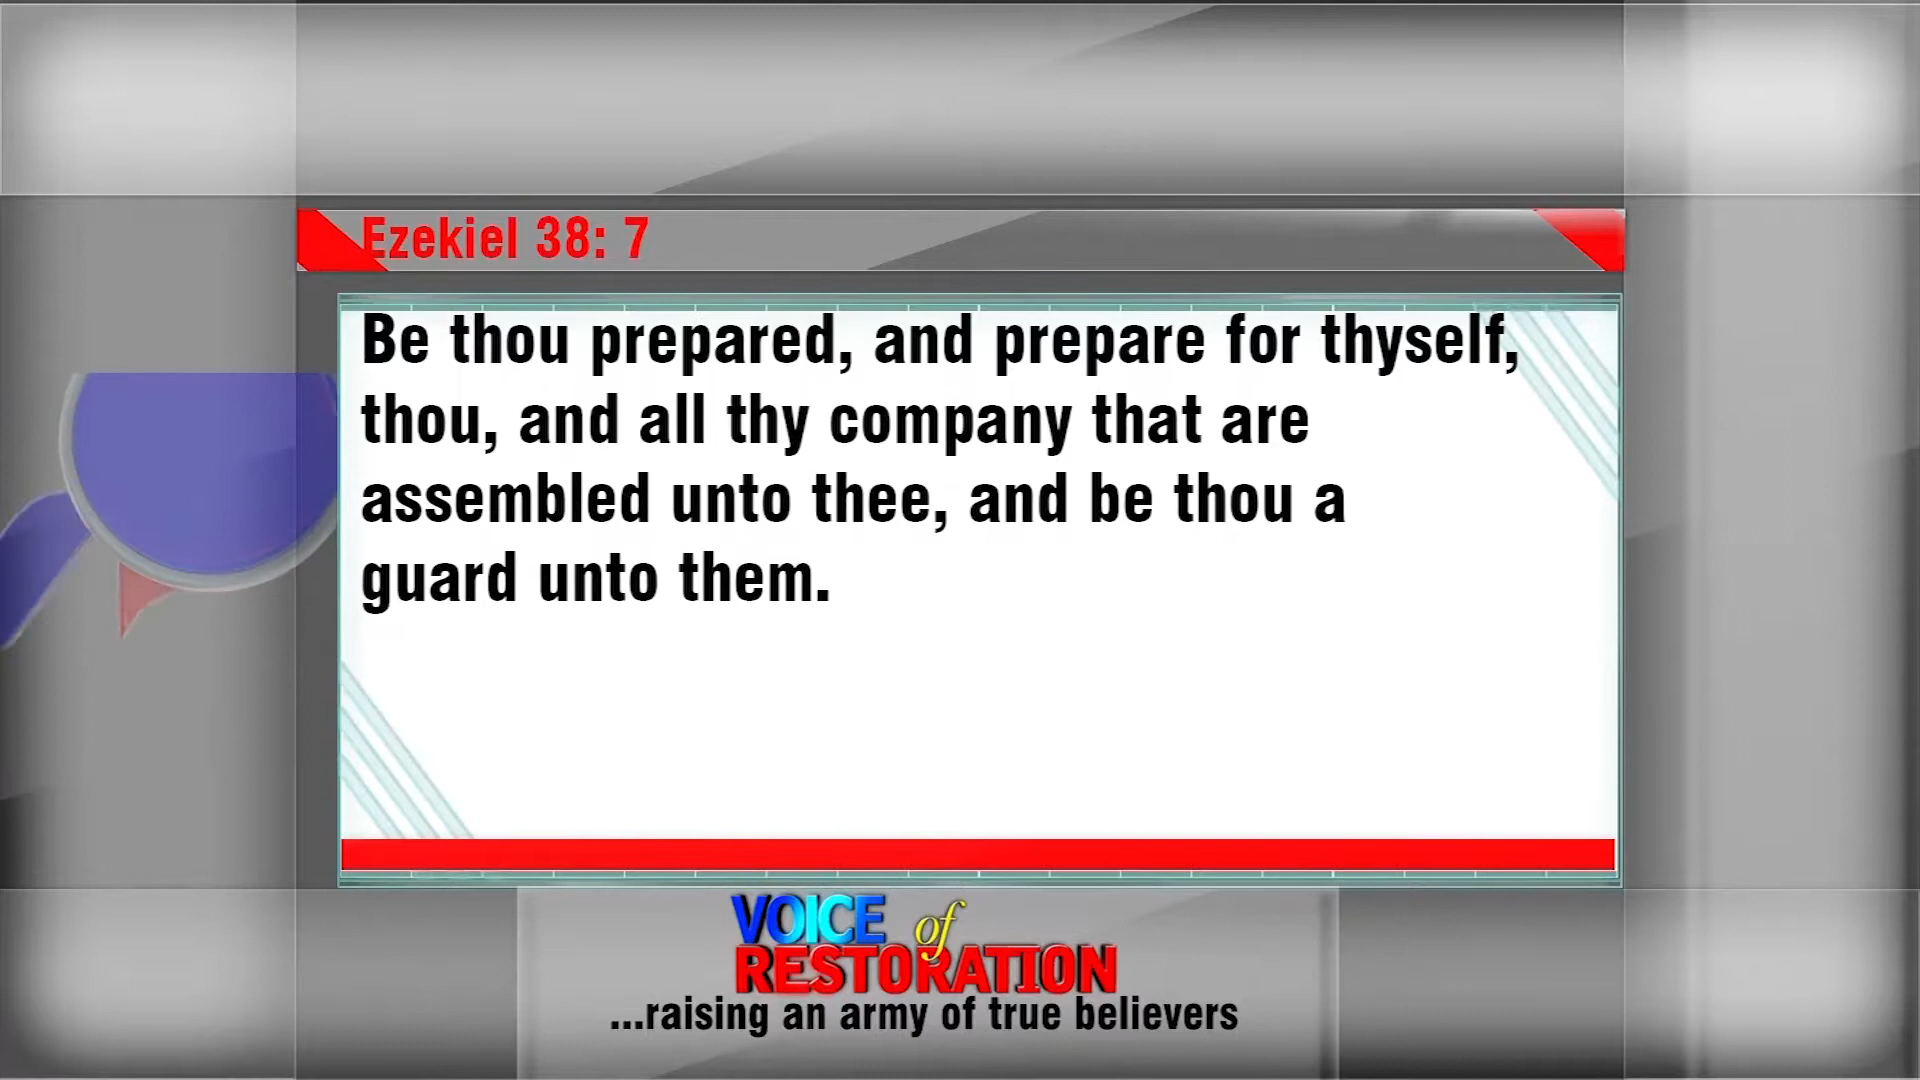 Ezekiel 38: 7
Be thou prepared, and prepare for thyself,
thou, and all thy company that are
assembled unto thee, and be thou a
guard unto them.
VOICE of
RESTORATION
...raising an army of true believers